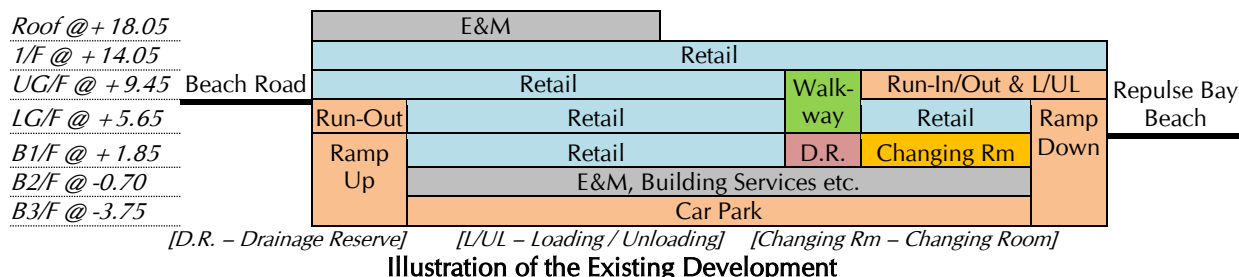 Roof @+ 18.05 E&M
1/F @ + 14.05 Retail
UG/F @ +9.45 Beach Road Retail Walk- Run-In/Out & L/UL Repulse Bay
LG/F @ + 5.65 Run-Out Retail way Retail Ramp Beach
B1/F @ + 1.85 Ramp Retail D.R. Changing Rm Down
B2/F @ -0.70 Up E&M, Building Services etc.
B3/F @ -3.75 Car Park
[D.R. – Drainage Reserve] [L/UL – Loading / Unloading] [Changing Rm – Changing Room]
Illustration of the Existing Development